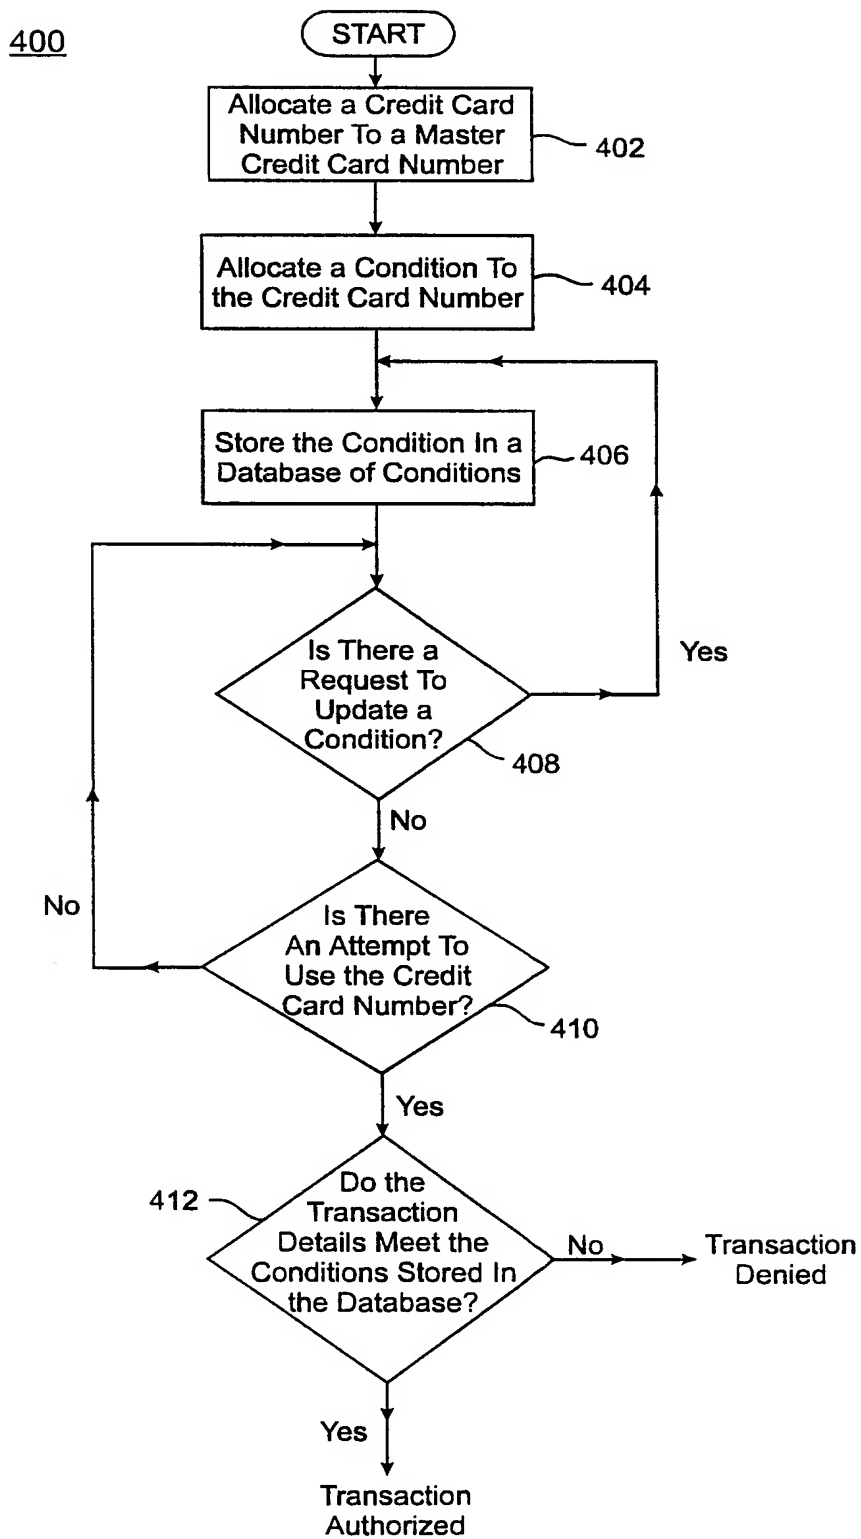 400
START
Allocate a Credit Card
Number To a Master
Credit Card Number
402
Allocate a Condition To
the Credit Card Number
404
Store the Condition In a
Database of Conditions
406
Is There a
Request To
Update a
Condition?
Yes
408
No
Is There
An Attempt To
Use the Credit
Card Number?
No
410
Yes
412
Do the
Transaction
Details Meet the
Conditions Stored In
the Database?
No
Transaction
Denied
Yes
Transaction
Authorized